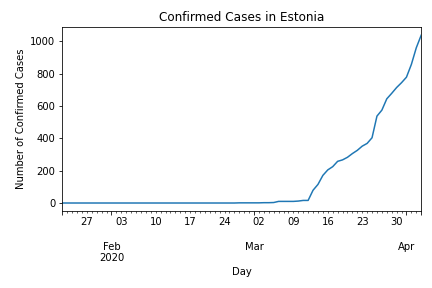 Confirmed Cases in Estonia
1000
800
600
400
200
0
Number of Confirmed Cases
27 03 10 17 24 02 09 16 23 30
Feb Mar Apr
2020
Day